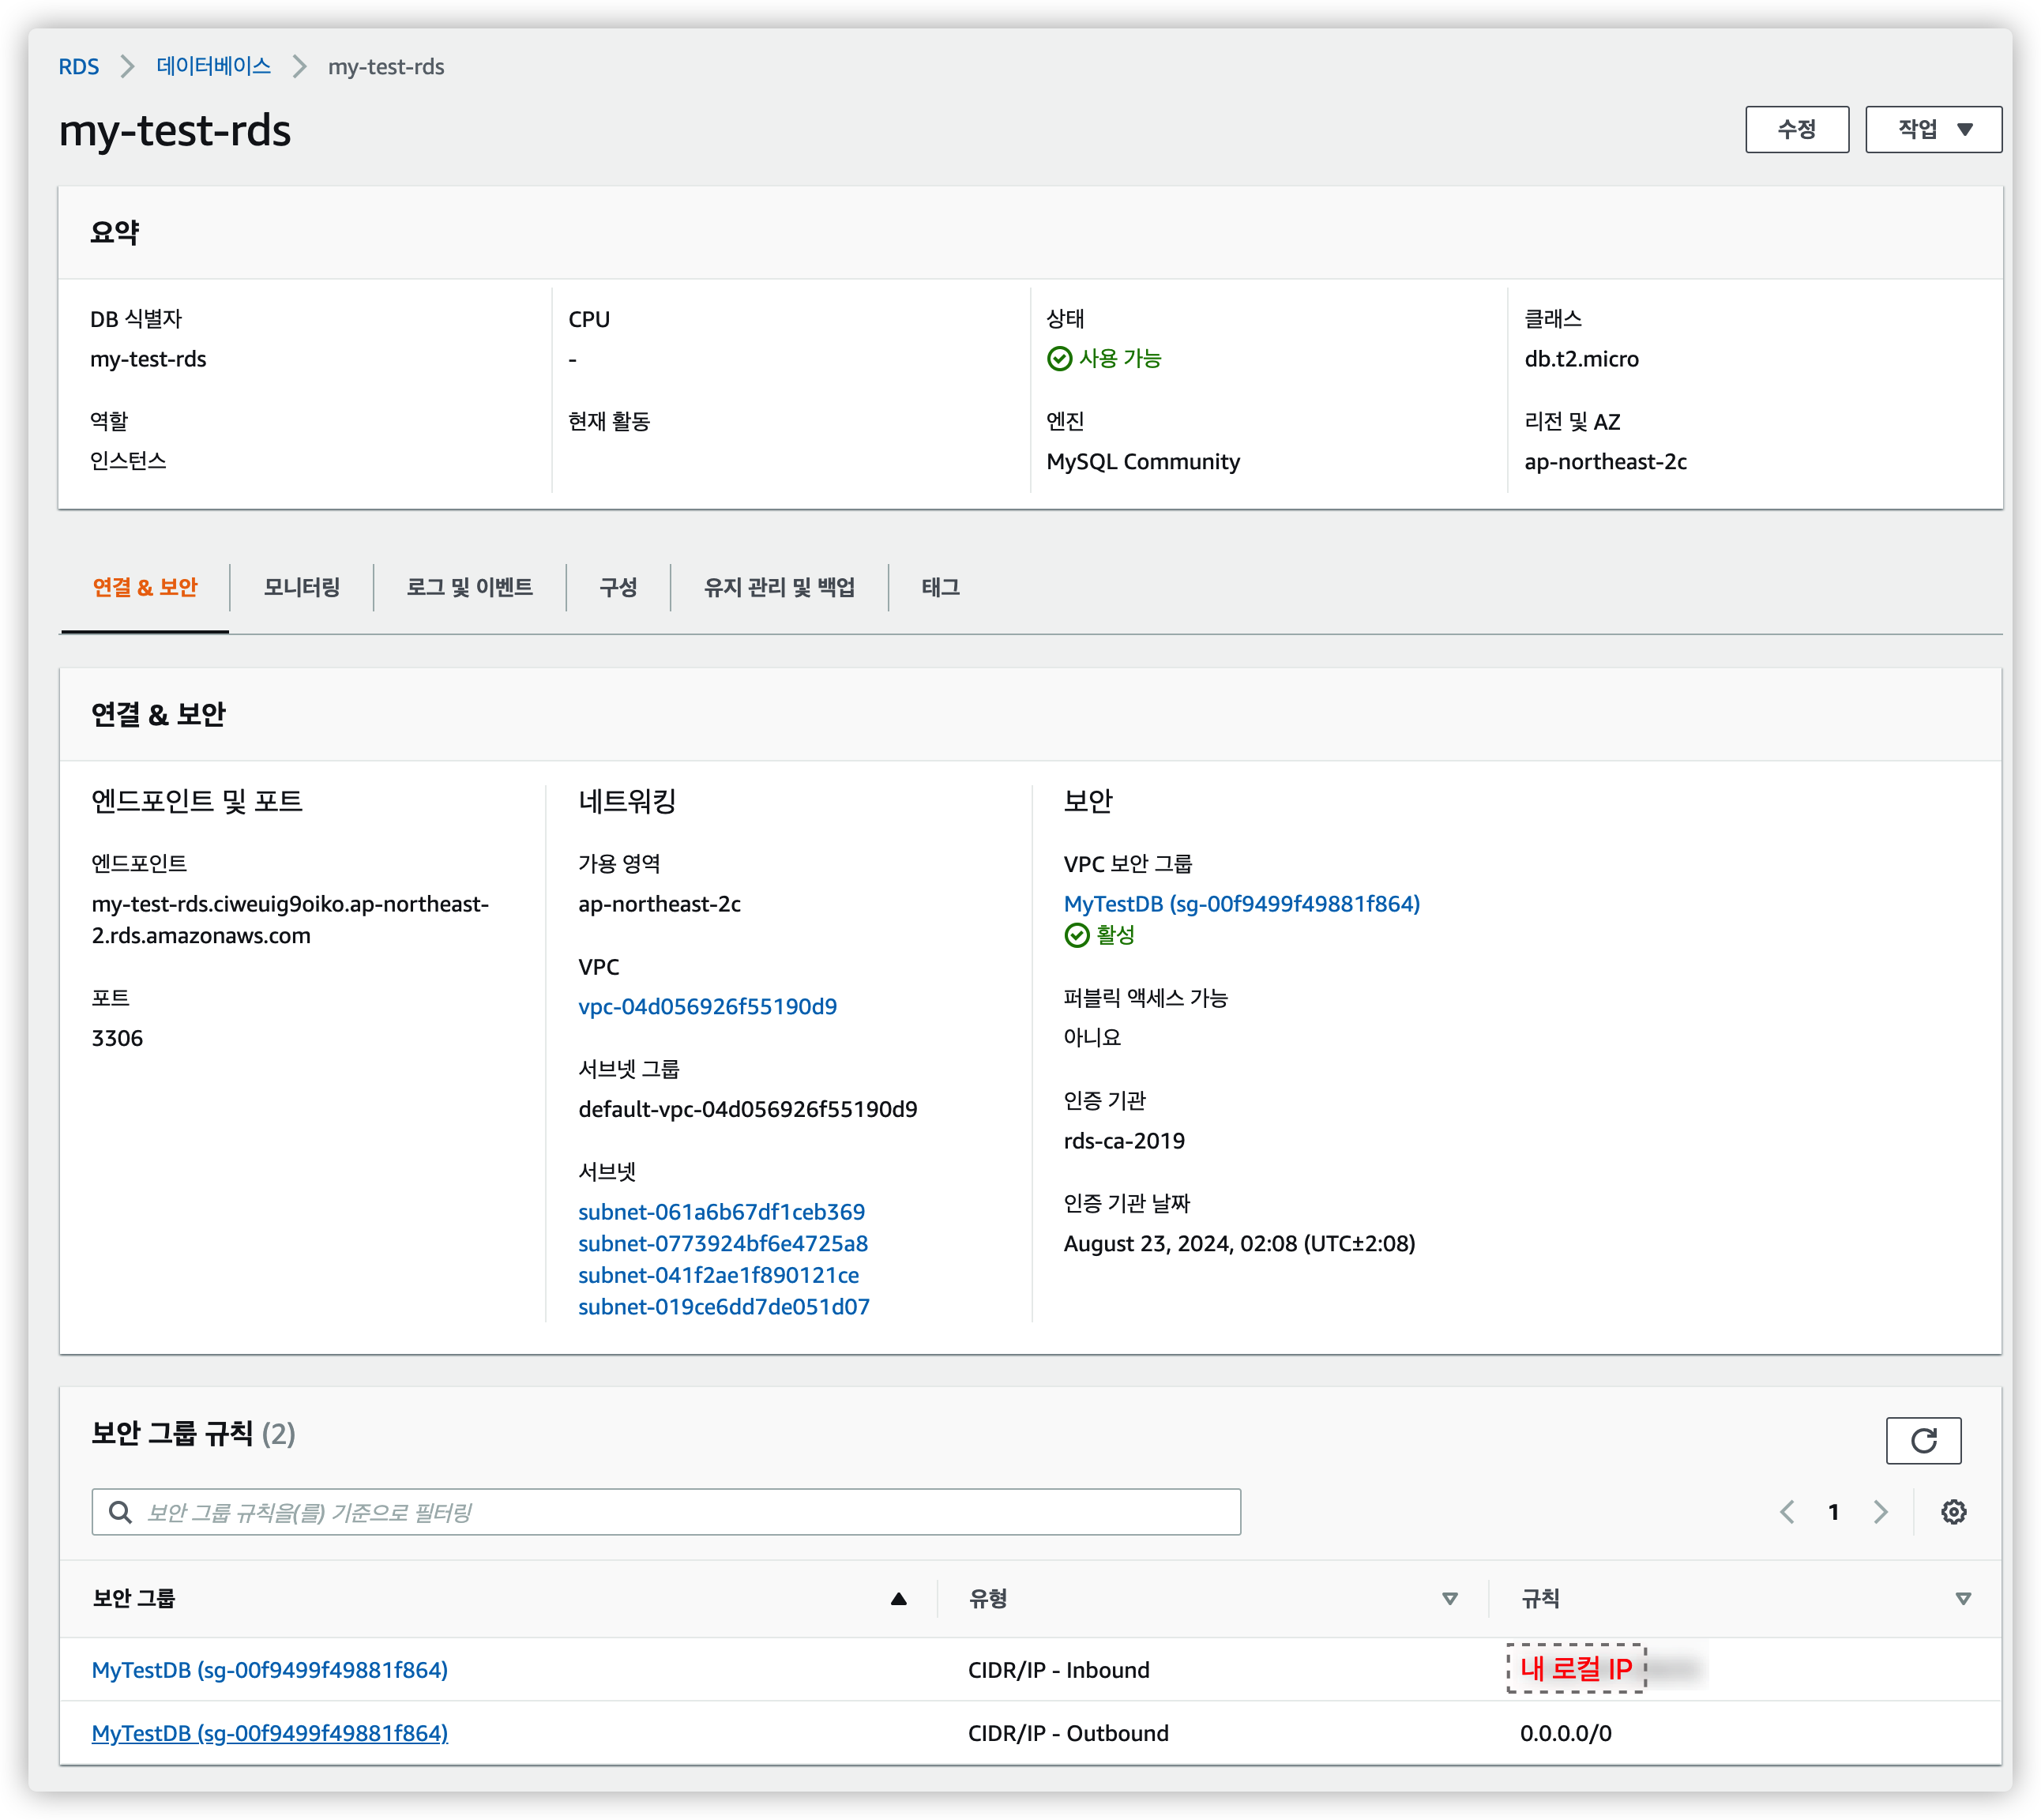 RDS > 데이터베이스 > my-test-rds
my-test-rds
수정
작업
요약
DB 식별자
my-test-rds
CPU
-
상태
사용 가능
클래스
db.t2.micro
역할
인스턴스
현재 활동
엔진
MySQL Community
리전 및 AZ
ap-northeast-2c
연결 & 보안
모니터링
로그 및 이벤트
구성
유지 관리 및 백업
태그
연결 & 보안
엔드포인트 및 포트
엔드포인트
my-test-rds.ciweuig9oiko.ap-northeast-
2.rds.amazonaws.com
포트
3306
네트워킹
가용 영역
ap-northeast-2c
VPC
vpc-04d056926f55190d9
서브넷 그룹
default-vpc-04d056926f55190d9
서브넷
subnet-061a6b67df1ceb369
subnet-0773924bf6e4725a8
subnet-041f2ae1f890121ce
subnet-019ce6dd7de051d07
보안
VPC 보안 그룹
MyTestDB (sg-00f9499f49881f864)
활성
퍼블릭 액세스 가능
아니요
인증 기관
rds-ca-2019
인증 기관 날짜
August 23, 2024, 02:08 (UTC±2:08)
보안 그룹 규칙 (2)
보안 그룹 규칙을(를) 기준으로 필터링
1
보안 그룹
유형
규칙
MyTestDB (sg-00f9499f49881f864)
CIDR/IP - Inbound
내 로컬 IP
MyTestDB (sg-00f9499f49881f864)
CIDR/IP - Outbound
0.0.0.0/0